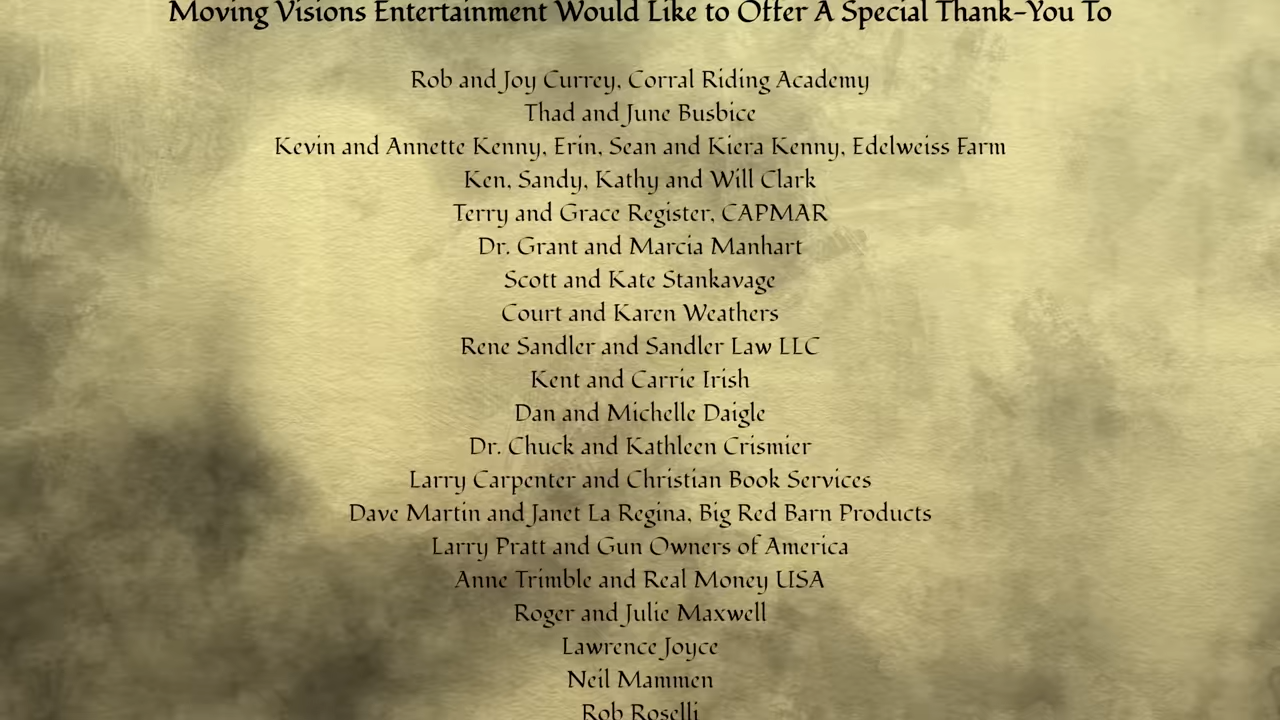 Moving Visions Entertainment Would Like to Offer A Special Thank-You To
Rob and Joy Currey, Corral Riding Academy
Thad and June Busbice
Kevin and Annette Kenny, Erin, Sean and Kiera Kenny, Edelweiss Farm
Ken, Sandy, Kathy and Will Clark
Terry and Grace Register, CAPMAR
Dr. Grant and Marcia Manhart
Scott and Kate Stankavage
Court and Karen Weathers
Rene Sandler and Sandler Law LLC
Kent and Carrie Irish
Dan and Michelle Daigle
Dr. Chuck and Kathleen Crismier
Larry Carpenter and Christian Book Services
Dave Martin and Janet La Regina, Big Red Barn Products
Larry Pratt and Gun Owners of America
Anne Trimble and Real Money USA
Roger and Julie Maxwell
Lawrence Joyce
Neil Mammen
Rob Roselli